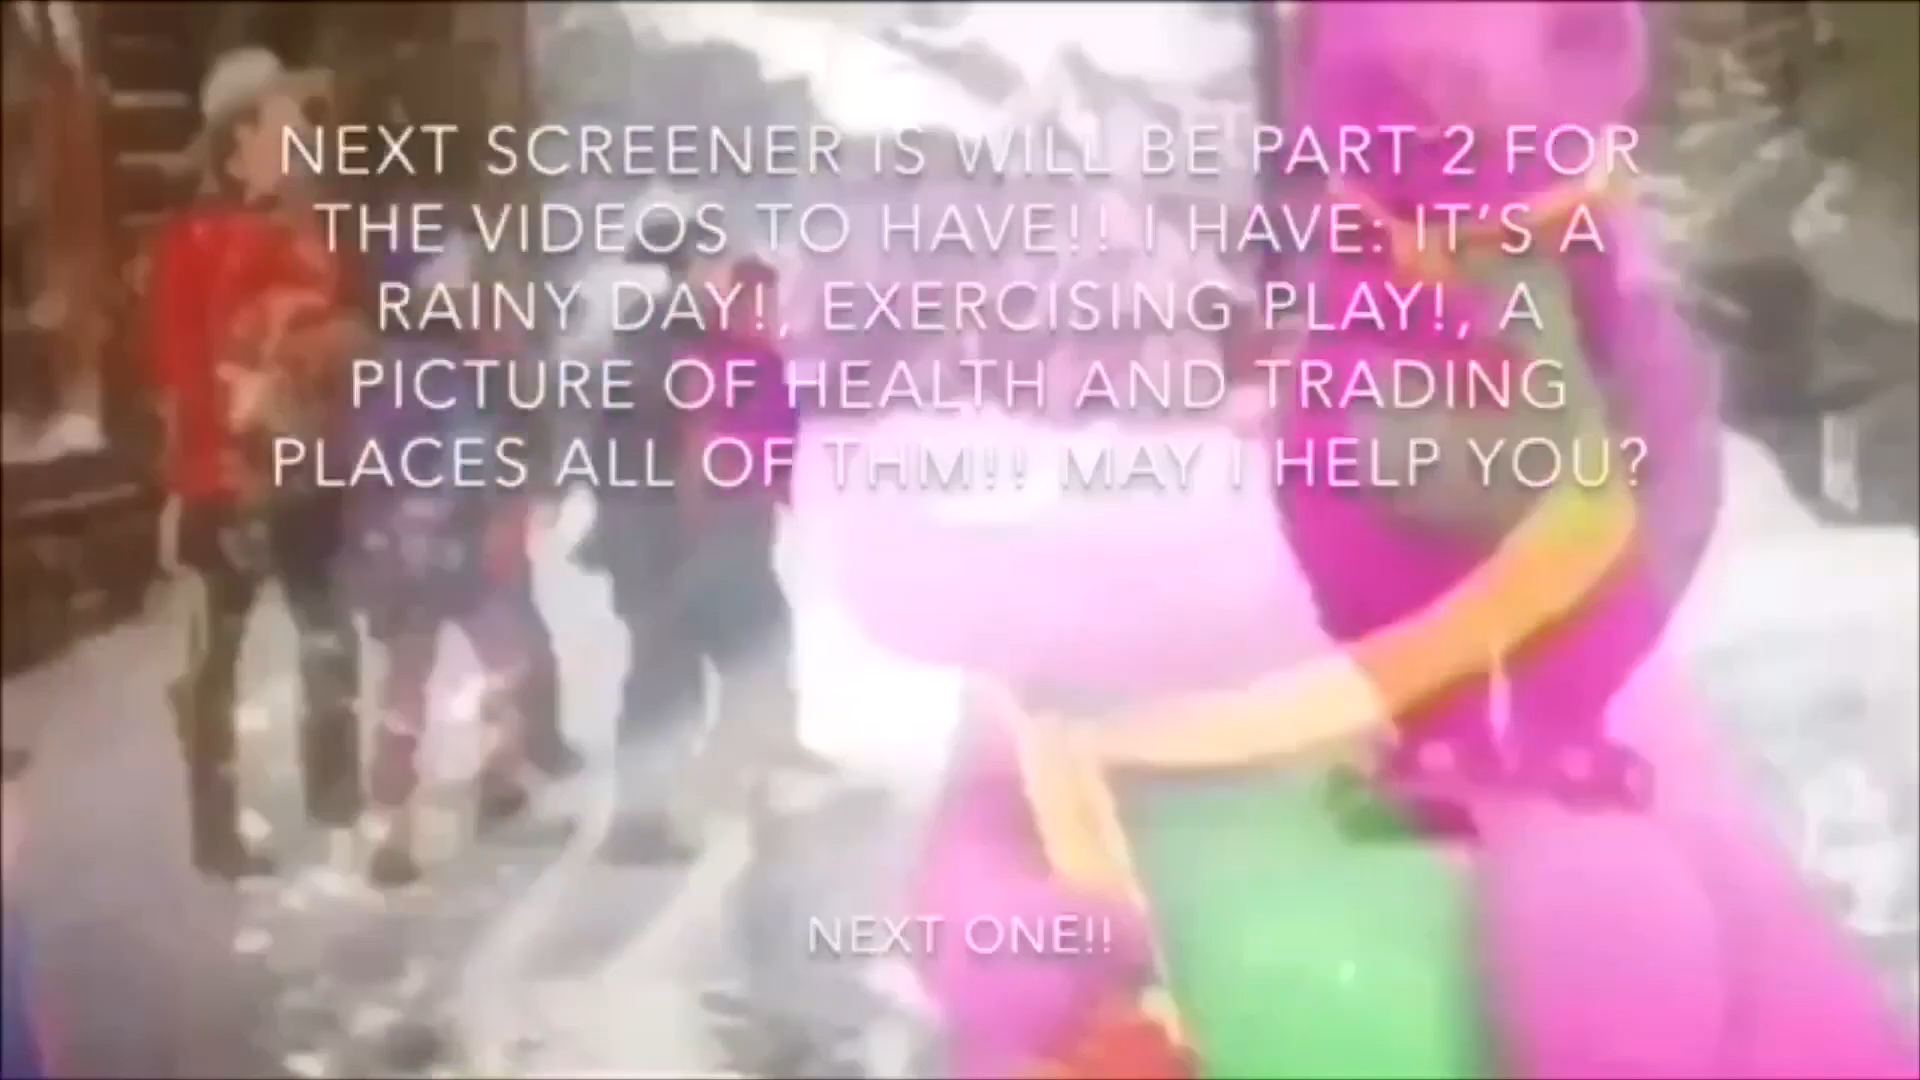 NEXT SCREENER IS WILL BE PART 2 FOR
THE VIDEOS TO HAVE!! I HAVE: IT'S A
RAINY DAY!, EXERCISING PLAY!, A
PICTURE OF HEALTH AND TRADING
PLACES ALL OF THM!! MAY I HELP YOU?
NEXT ONE!!